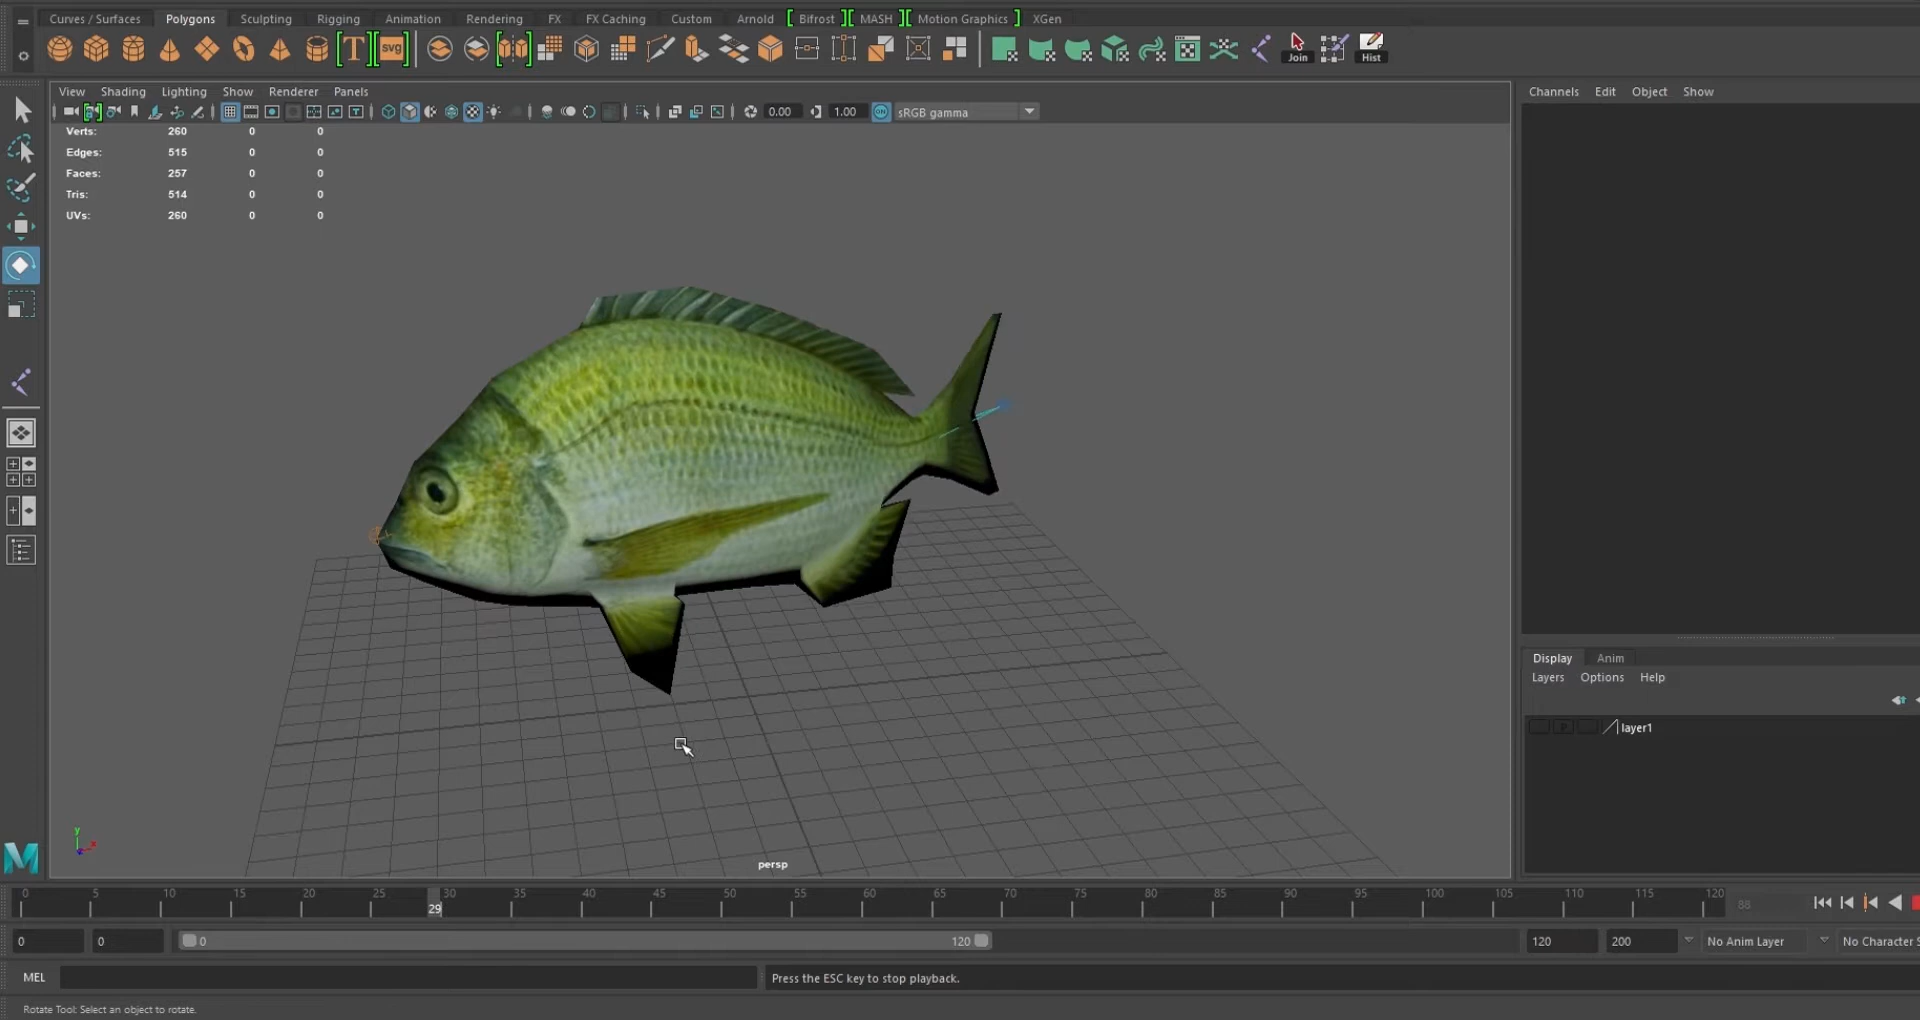 Curves / Surfaces Polygons Sculpting Rigging Animation Rendering FX FX Caching Custom Arnold Bifrost MASH Motion Graphics XGen
T svg Join Hist
View Shading Lighting Show Renderer Panels
Channels Edit Object Show
0.00 1.00 ON sRGB gamma
Verts: 260 0 0
Edges: 515 0 0
Faces: 257 0 0
Tris: 514 0 0
UVs: 260 0 0
Display Anim
Layers Options Help
P layer1
y
x
M
persp
0 5 10 15 20 25 30 35 40 45 50 55 60 65 70 75 80 85 90 95 100 105 110 115 120
29
88
0 0 0 120 120 200 No Anim Layer No Character S
MEL Press the ESC key to stop playback.
Rotate Tool: Select an object to rotate.